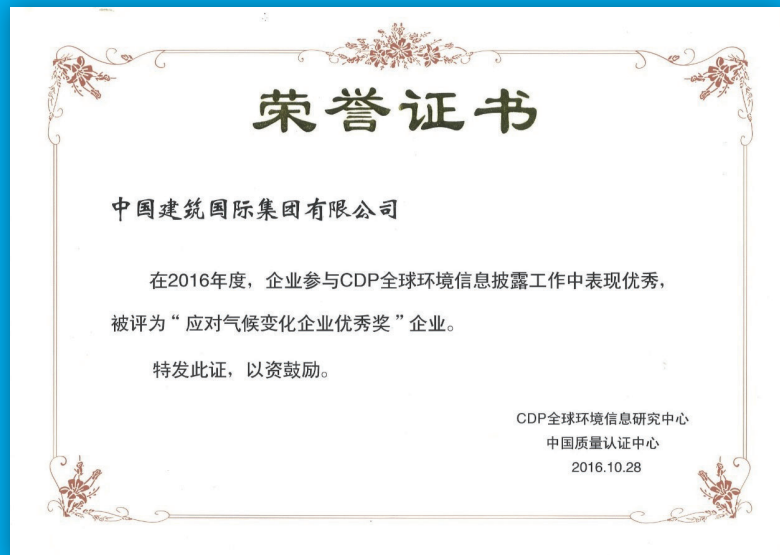 荣誉证书
中国建筑国际集团有限公司
在2016年度，企业参与CDP全球环境信息披露工作中表现优秀，
被评为“应对气候变化企业优秀奖”企业。
特发此证，以资鼓励。
CDP全球环境信息研究中心
中国质量认证中心
2016.10.28